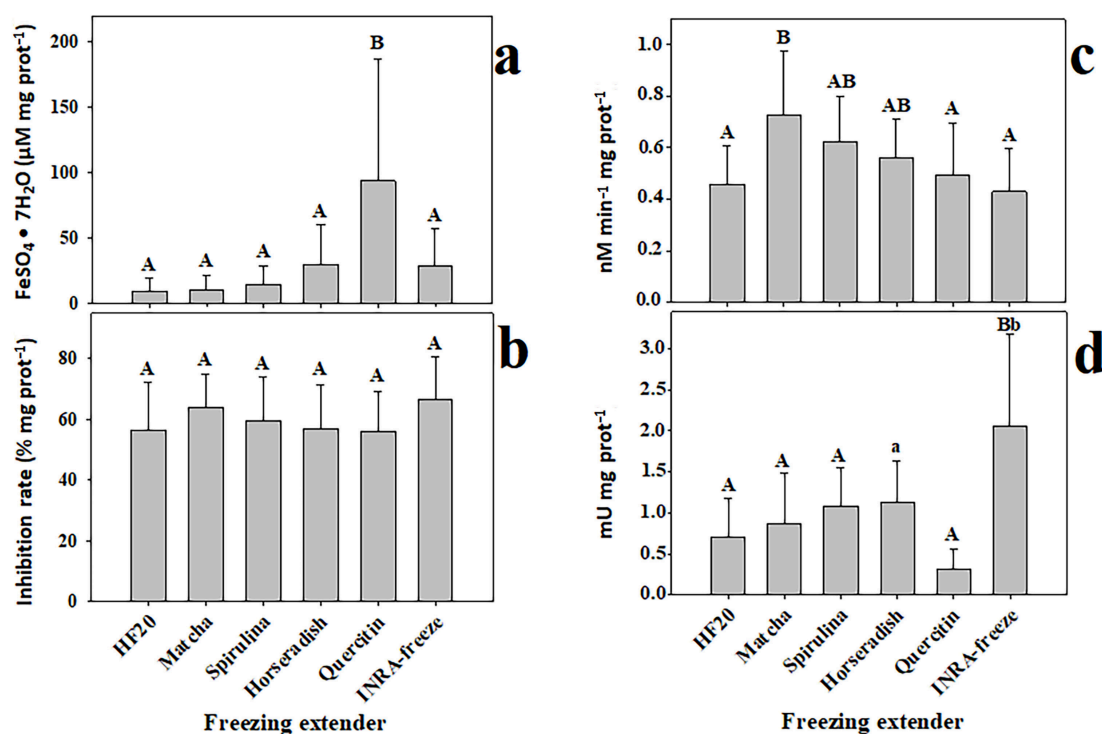 a
FeSO₄ • 7H₂O (µM mg prot⁻¹)
200
150
100
50
0
A
A
A
A
B
A
b
Inhibition rate (% mg prot⁻¹)
80
60
40
20
0
A
A
A
A
A
A
HF20
Matcha
Spirulina
Horseradish
Quercitin
INRA-freeze
Freezing extender
c
nM min⁻¹ mg prot⁻¹
1.0
0.8
0.6
0.4
0.2
0.0
A
B
AB
AB
A
A
d
mU mg prot⁻¹
3.0
2.5
2.0
1.5
1.0
0.5
0.0
A
A
A
a
A
Bb
HF20
Matcha
Spirulina
Horseradish
Quercitin
INRA-freeze
Freezing extender